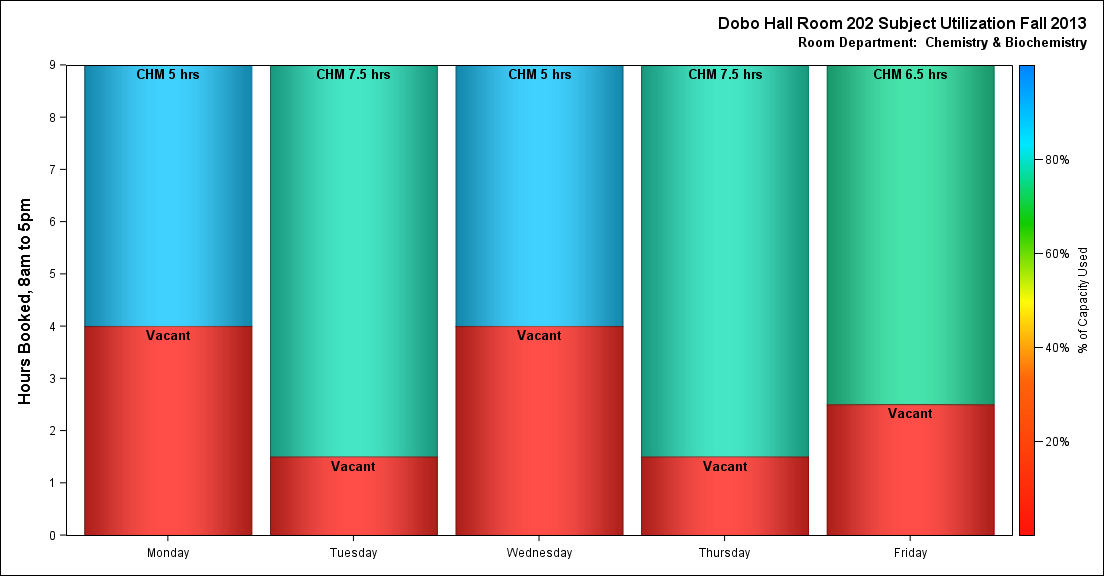 Dobo Hall Room 202 Subject Utilization Fall 2013
Room Department:  Chemistry & Biochemistry
Hours Booked, 8am to 5pm
9
8
7
6
5
4
3
2
1
0
CHM 5 hrs
CHM 7.5 hrs
CHM 5 hrs
CHM 7.5 hrs
CHM 6.5 hrs
Vacant
Vacant
Vacant
Vacant
Vacant
Monday
Tuesday
Wednesday
Thursday
Friday
80%
60%
40%
20%
% of Capacity Used